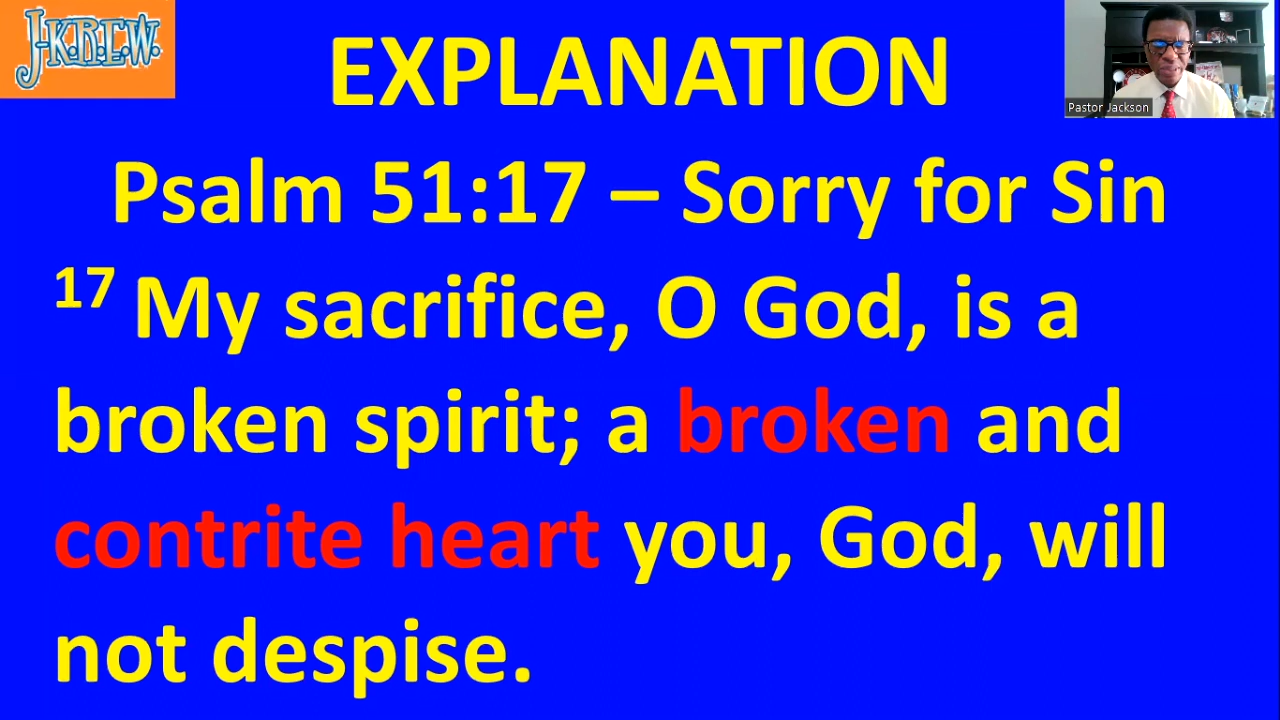 J-K.R.E.W.
EXPLANATION
Pastor Jackson
Psalm 51:17 – Sorry for Sin
17 My sacrifice, O God, is a
broken spirit; a broken and
contrite heart you, God, will
not despise.